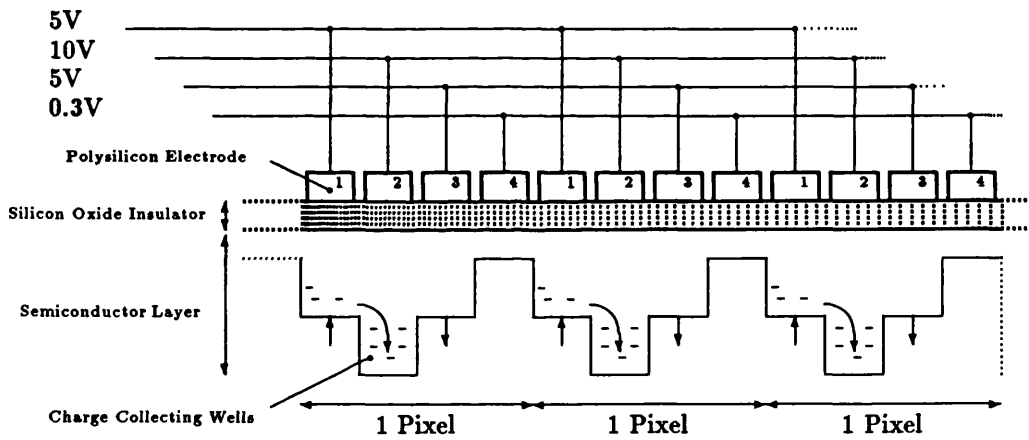 5V
10V
5V
0.3V
Polysilicon Electrode
1 2 3 4 1 2 3 4 1 2 3 4
Silicon Oxide Insulator
Semiconductor Layer
Charge Collecting Wells
1 Pixel 1 Pixel 1 Pixel